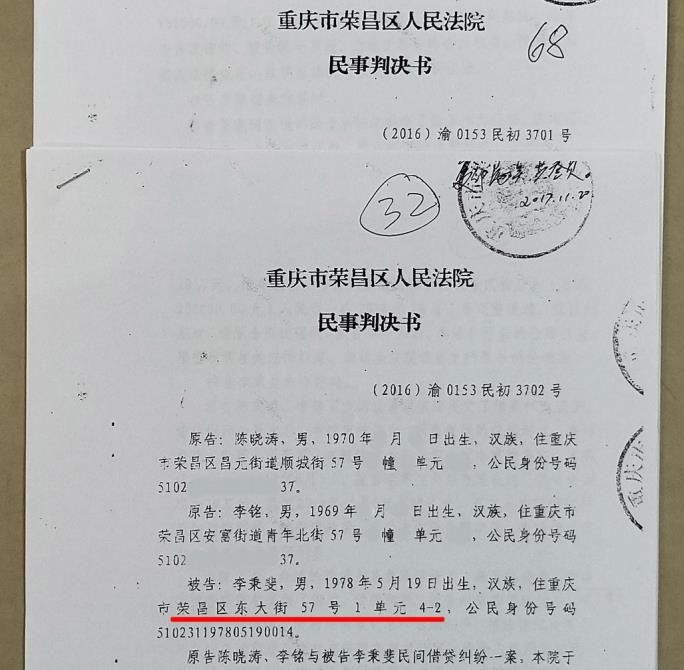 重庆市荣昌区人民法院
68
民事判决书
(2016)渝0153民初3701号
32
2017.11.20
重庆市荣昌区人民法院
民事判决书
(2016)渝0153民初3702号
原告：陈晓涛，男，1970年 月 日出生，汉族，住重庆
市荣昌区昌元街道顺城街57号 幢 单元 ，公民身份号码
5102 37。
原告：李铭，男，1969年 月 日出生，汉族，住重庆市
荣昌区安富街道青年北街57号 幢 单元 ，公民身份号码
5102 37。
被告：李秉斐，男，1978年5月19日出生，汉族，住重庆
市荣昌区东大街57号1单元4-2，公民身份号码
510231197805190014。
原告陈晓涛、李铭与被告李秉斐民间借贷纠纷一案，本院于